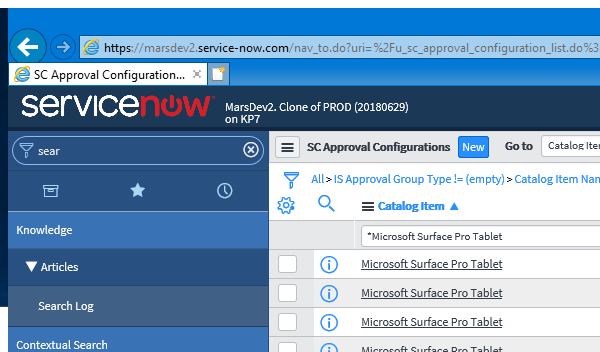 https://marsdev2.service-now.com/nav_to.do?uri=%2Fu_sc_approval_configuration_list.do%3
SC Approval Configuration... ×
servicenow MarsDev2. Clone of PROD (20180629)
on KP7
sear
SC Approval Configurations New Go to Catalog Iter
All > IS Approval Group Type != (empty) > Catalog Item Nam
Catalog Item ▲
*Microsoft Surface Pro Tablet
Knowledge
Microsoft Surface Pro Tablet
▼ Articles
Microsoft Surface Pro Tablet
Search Log
Microsoft Surface Pro Tablet
Contextual Search
Microsoft Surface Pro Tablet